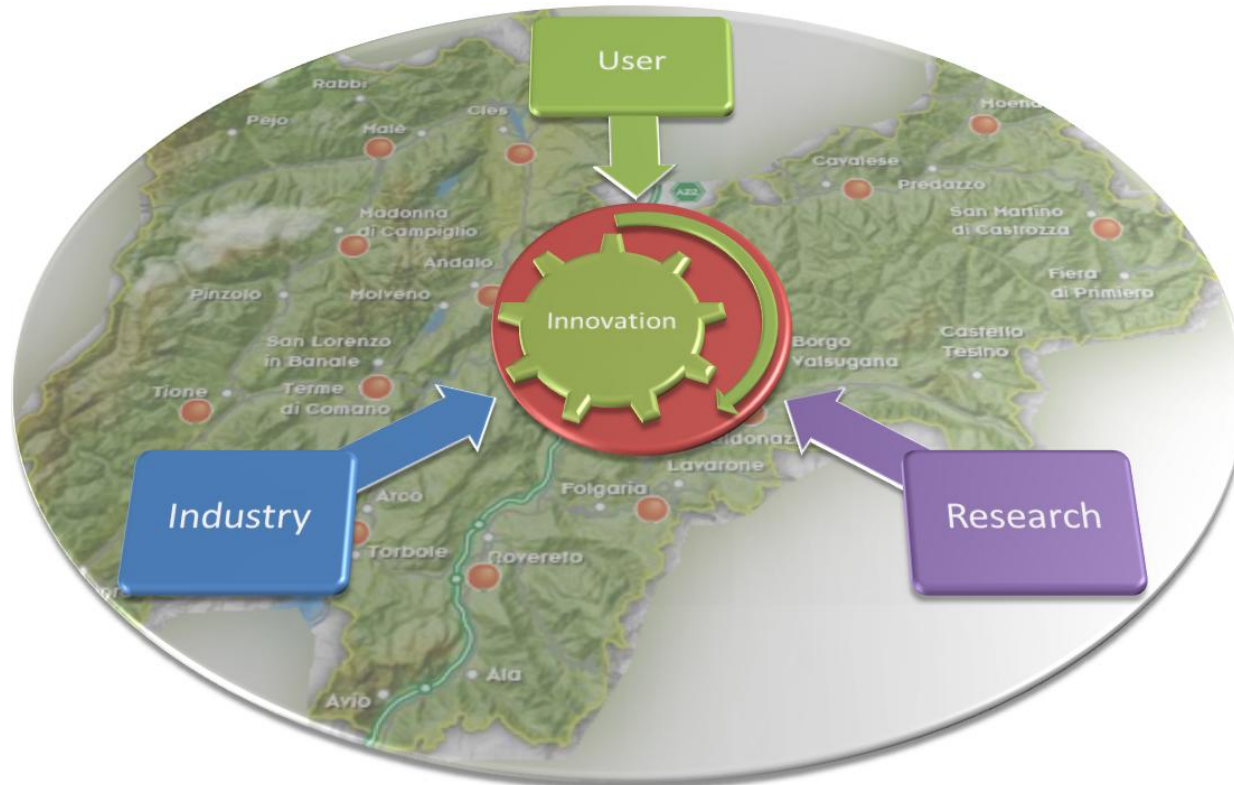 User
Rabbi
Pejo
Malè
Cles
Moena
Cavalese
Predazzo
A22
Madonna
di Campiglio
San Martino
di Castrozza
Andalo
Fiera
di Primiero
Pinzolo
Molveno
Innovation
San Lorenzo
in Banale
Borgo
Valsugana
Castello
Tesino
Tione
Terme
di Comano
Lavarone
Industry
Arco
Folgaria
Research
Torbole
Rovereto
Ala
Avio